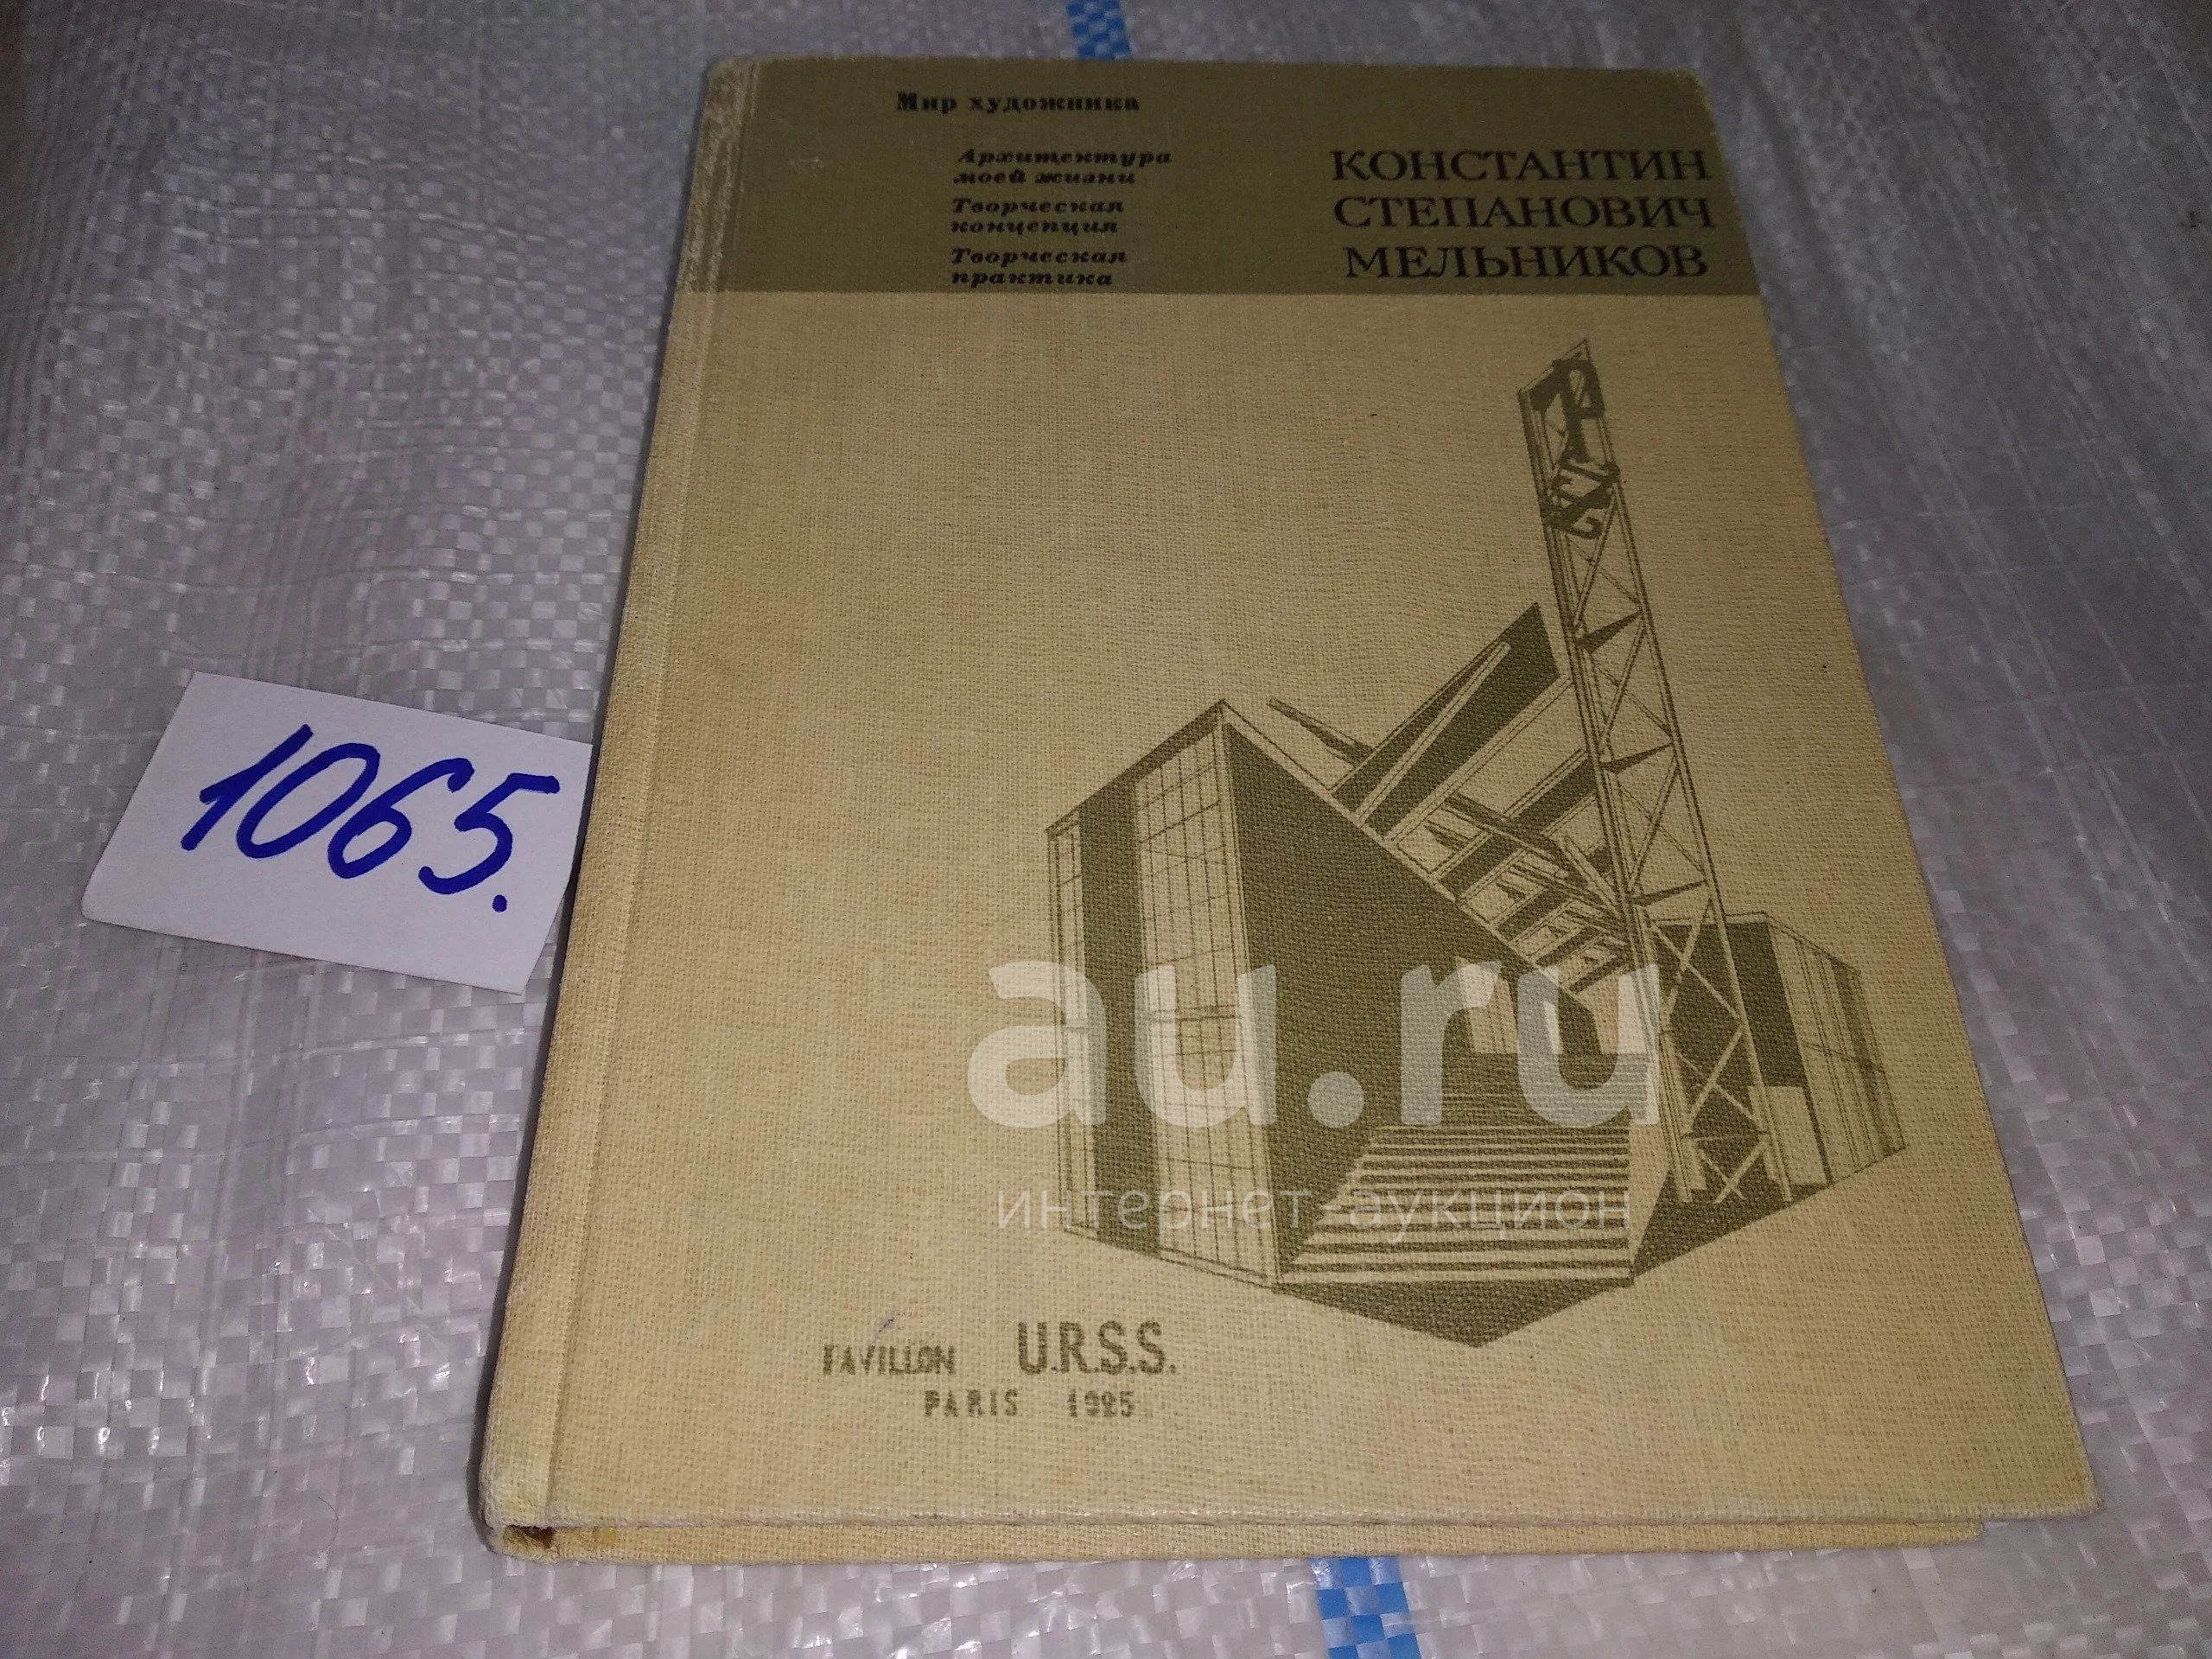 Мир художника
Архитектура
моей жизни
Творческая
концепция
Творческая
практика
КОНСТАНТИН
СТЕПАНОВИЧ
МЕЛЬНИКОВ
1065.
au.ru
интернет-аукцион
PAVILLON U.R.S.S.
PARIS 1925